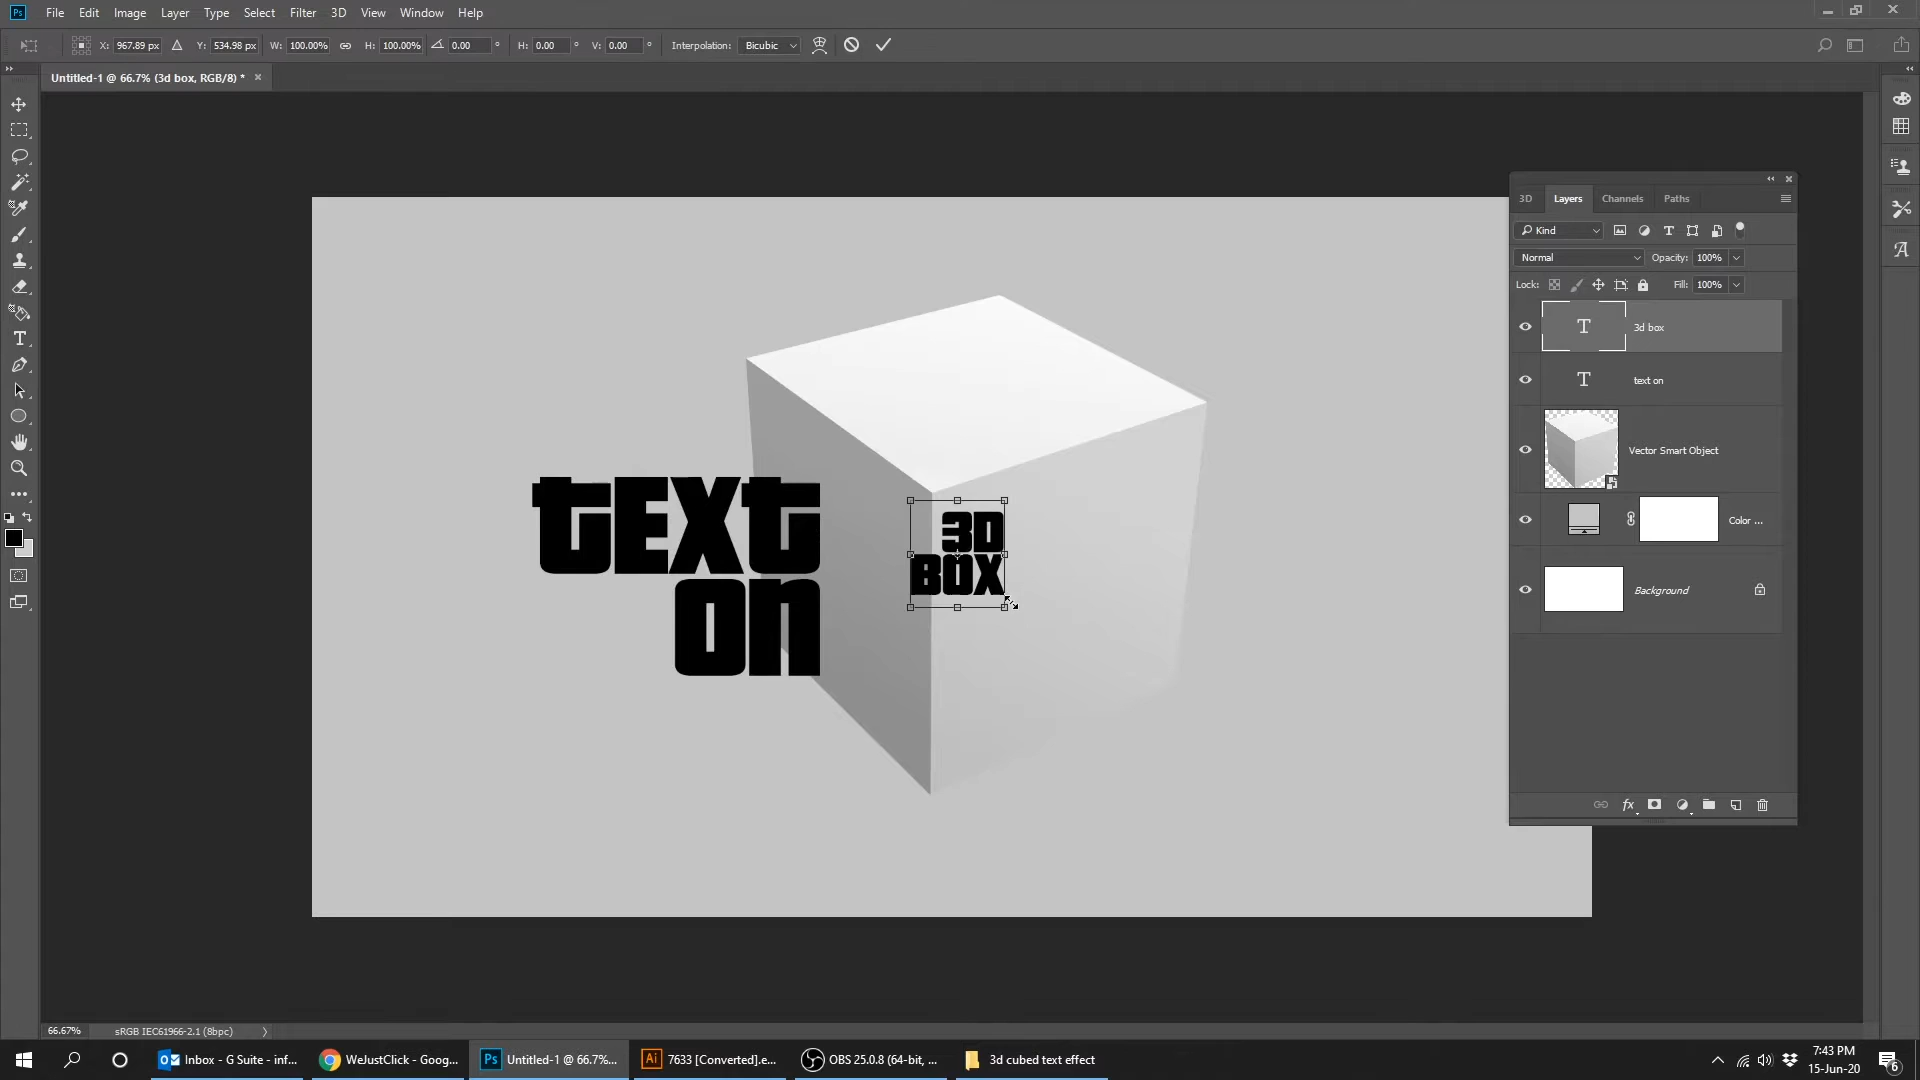 Ps File Edit Image Layer Type Select Filter 3D View Window Help
X: 967.89 px Y: 534.98 px W: 100.00% H: 100.00% 0.00 ° H: 0.00 ° V: 0.00 ° Interpolation: Bicubic
Untitled-1 @ 66.7% (3d box, RGB/8) * ×
3D Layers Channels Paths
Kind
Normal Opacity: 100%
Lock: Fill: 100%
T 3d box
T text on
Vector Smart Object
Color ...
Background
tEXt
on
3D
BOX
fx
66.67% sRGB IEC61966-2.1 (8bpc)
Inbox - G Suite - inf... WeJustClick - Goog... Ps Untitled-1 @ 66.7%... Ai 7633 [Converted].e... OBS 25.0.8 (64-bit, ... 3d cubed text effect
7:43 PM
15-Jun-20
6